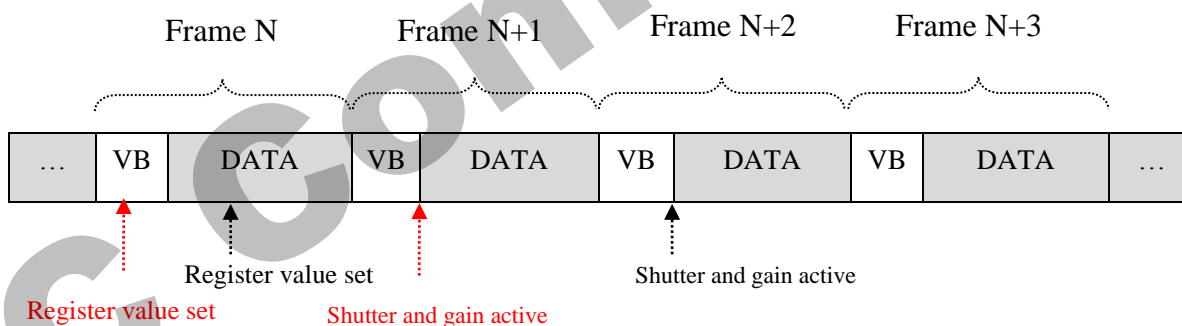 Frame N Frame N+1 Frame N+2 Frame N+3
… VB DATA VB DATA VB DATA VB DATA …
Register value set Shutter and gain active
Register value set Shutter and gain active
C Con